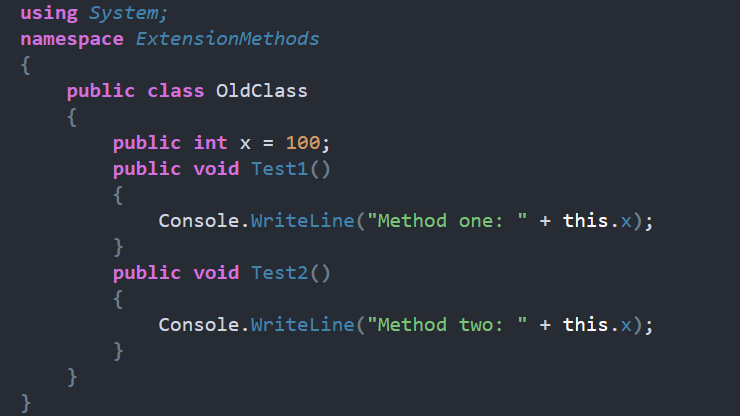 using System;
namespace ExtensionMethods
{
    public class OldClass
    {
        public int x = 100;
        public void Test1()
        {
            Console.WriteLine("Method one: " + this.x);
        }
        public void Test2()
        {
            Console.WriteLine("Method two: " + this.x);
        }
    }
}